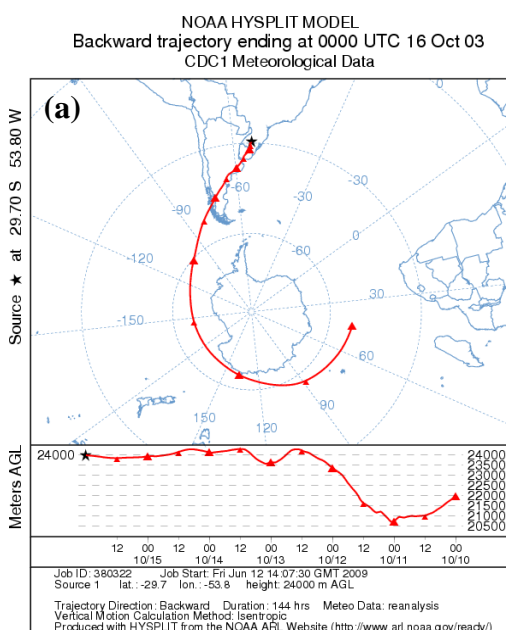 NOAA HYSPLIT MODEL
Backward trajectory ending at 0000 UTC 16 Oct 03
CDC1 Meteorological Data
(a)
Source ★ at 29.70 S 53.80 W
-30
-60
-30
-90
-60
0
-120
30
-150
60
90
150
120
Meters AGL
24000
24000
23500
22500
22000
21500
21000
20500
12 00 12 00 12 00 12 00 12 00 12 00
10/15 10/14 10/13 10/12 10/11 10/10
Job ID: 380322 Job Start: Fri Jun 12 14:07:30 GMT 2009
Source 1 lat.: -29.7 lon.: -53.8 height: 24000 m AGL
Trajectory Direction: Backward Duration: 144 hrs Meteo Data: reanalysis
Vertical Motion Calculation Method: Isentropic
Produced with HYSPLIT from the NOAA ARL Website (http://www.arl.noaa.gov/ready/)